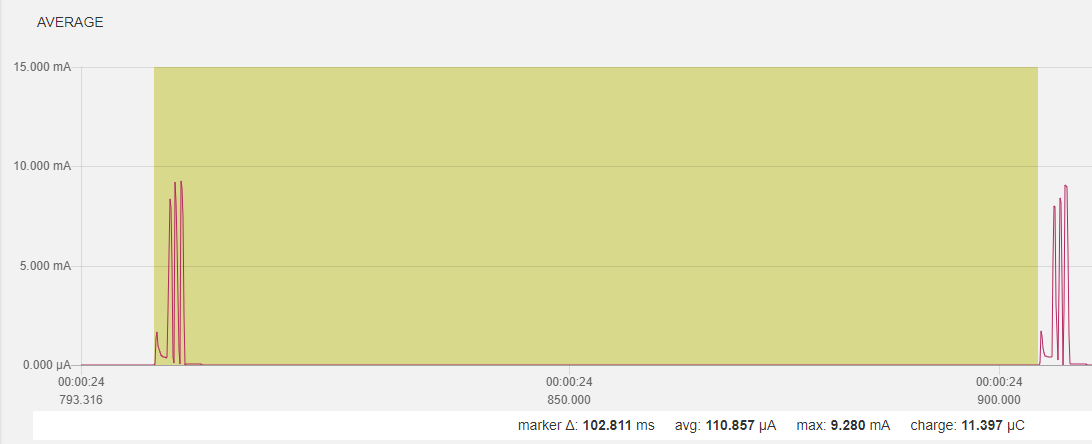 AVERAGE
15.000 mA
10.000 mA
5.000 mA
0.000 µA
00:00:24 00:00:24 00:00:24
793.316 850.000 900.000
marker Δ: 102.811 ms avg: 110.857 µA max: 9.280 mA charge: 11.397 µC